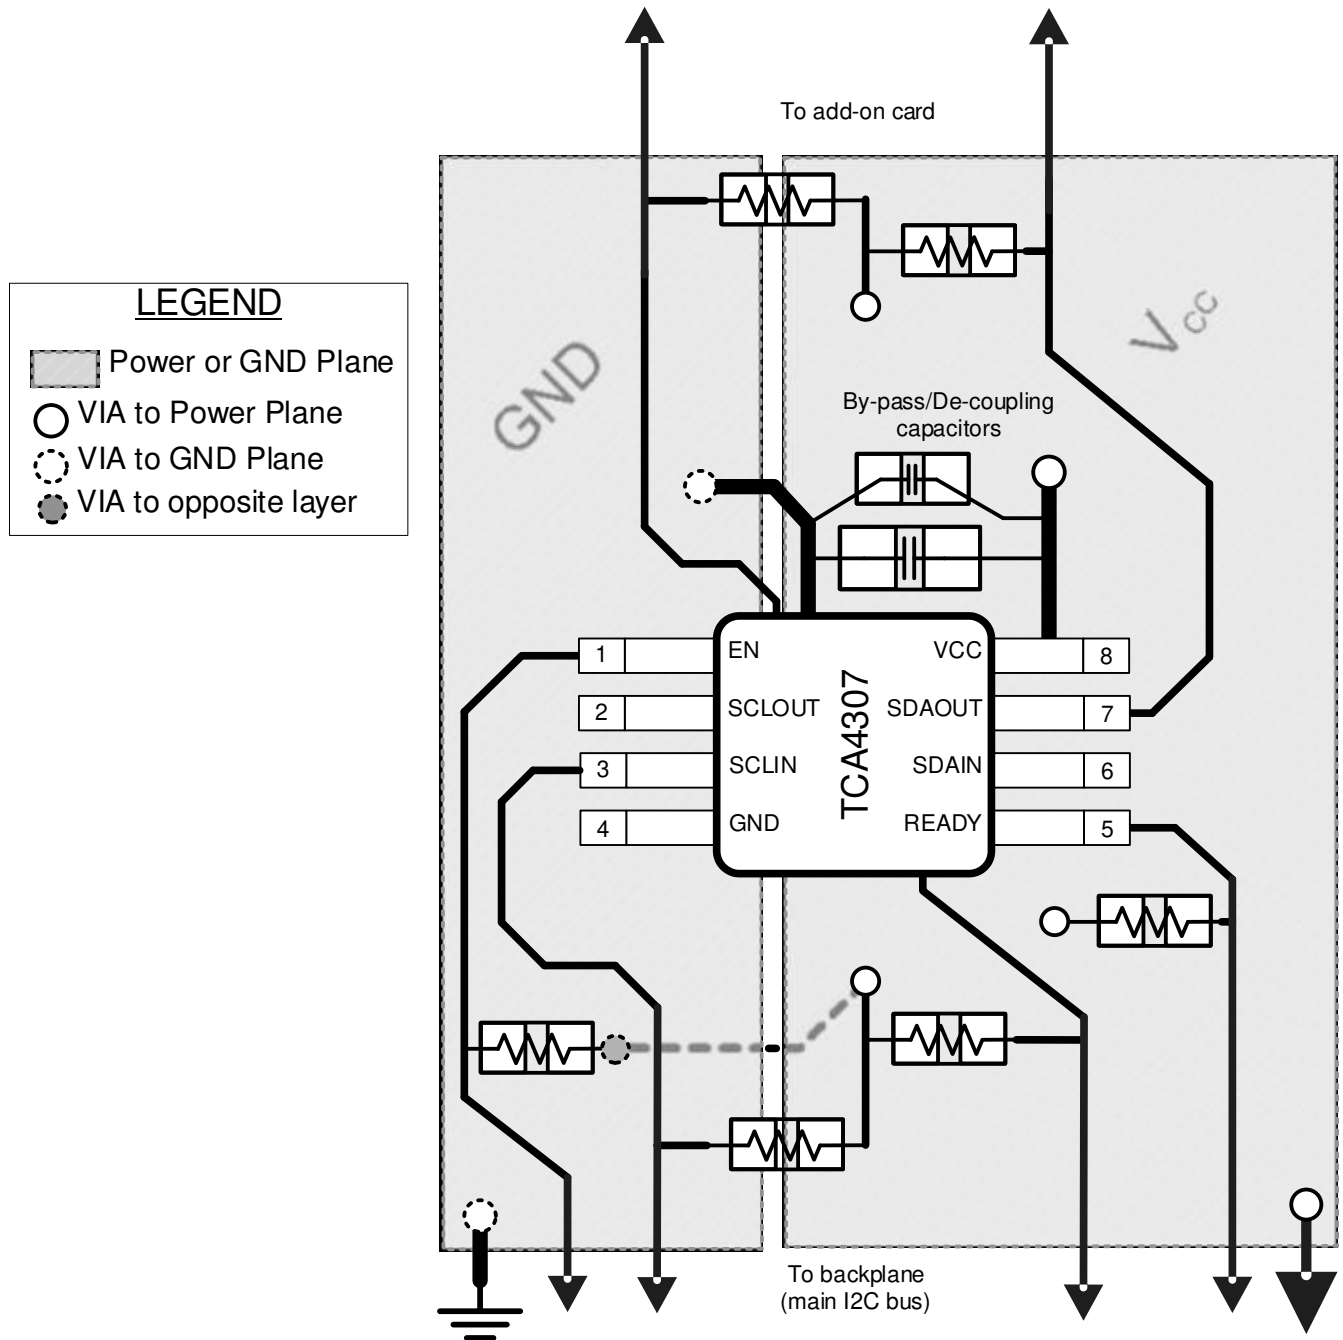 To add-on card
LEGEND
Power or GND Plane
VIA to Power Plane
VIA to GND Plane
VIA to opposite layer
GND
VCC
By-pass/De-coupling
capacitors
1 EN VCC 8
2 SCLOUT SDAOUT 7
3 SCLIN SDAIN 6
4 GND READY 5
TCA4307
To backplane
(main I2C bus)